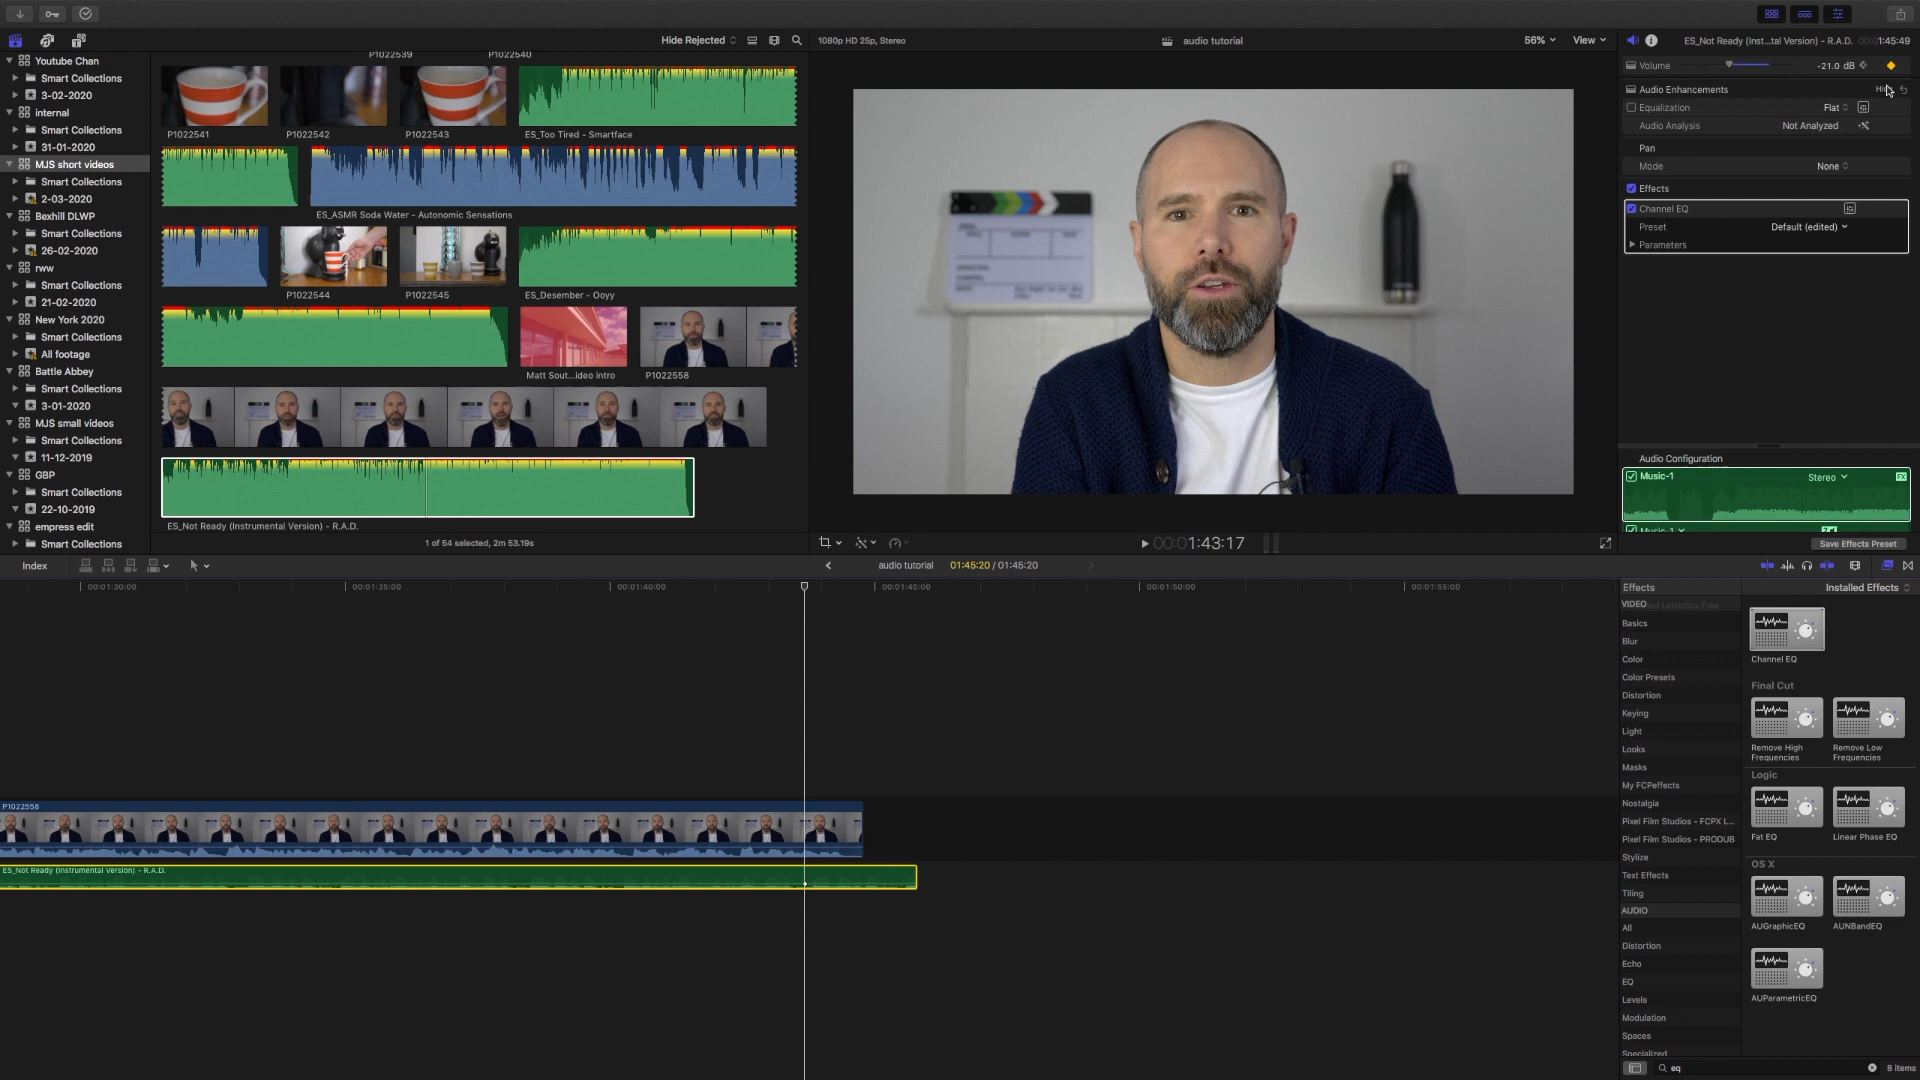 Hide Rejected
1080p HD 25p, Stereo
audio tutorial
56%
View
ES_Not Ready (Inst...tal Version) - R.A.D.
00:01:45:49
Youtube Chan
Smart Collections
3-02-2020
internal
Smart Collections
31-01-2020
MJS short videos
Smart Collections
2-03-2020
Bexhill DLWP
Smart Collections
26-02-2020
rww
Smart Collections
21-02-2020
New York 2020
Smart Collections
All footage
Battle Abbey
Smart Collections
3-01-2020
MJS small videos
Smart Collections
11-12-2019
GBP
Smart Collections
22-10-2019
empress edit
Smart Collections
P1022539
P1022540
P1022541
P1022542
P1022543
ES_Too Tired - Smartface
ES_ASMR Soda Water - Autonomic Sensations
P1022544
P1022545
ES_Desember - Ooyy
Matt Sout...ideo intro
P1022558
ES_Not Ready (Instrumental Version) - R.A.D.
1 of 54 selected, 2m 53.19s
00:01:43:17
Volume
-21.0 dB
Audio Enhancements
Equalization
Flat
Audio Analysis
Not Analyzed
Pan
Mode
None
Effects
Channel EQ
Preset
Default (edited)
Parameters
Audio Configuration
Music-1
Stereo
FX
Music-1
Save Effects Preset
Index
audio tutorial
01:45:20 / 01:45:20
00:01:30:00
00:01:35:00
00:01:40:00
00:01:45:00
00:01:50:00
00:01:55:00
P1022558
ES_Not Ready (Instrumental Version) - R.A.D.
Effects
Installed Effects
VIDEO
Basics
Blur
Color
Color Presets
Distortion
Keying
Light
Looks
Masks
My FCPeffects
Nostalgia
Pixel Film Studios - FCPX L...
Pixel Film Studios - PRODUB
Stylize
Text Effects
Tiling
AUDIO
All
Distortion
Echo
EQ
Levels
Modulation
Spaces
Specialized
Channel EQ
Final Cut
Remove High Frequencies
Remove Low Frequencies
Logic
Fat EQ
Linear Phase EQ
OS X
AUGraphicEQ
AUNBandEQ
AUParametricEQ
eq
8 items